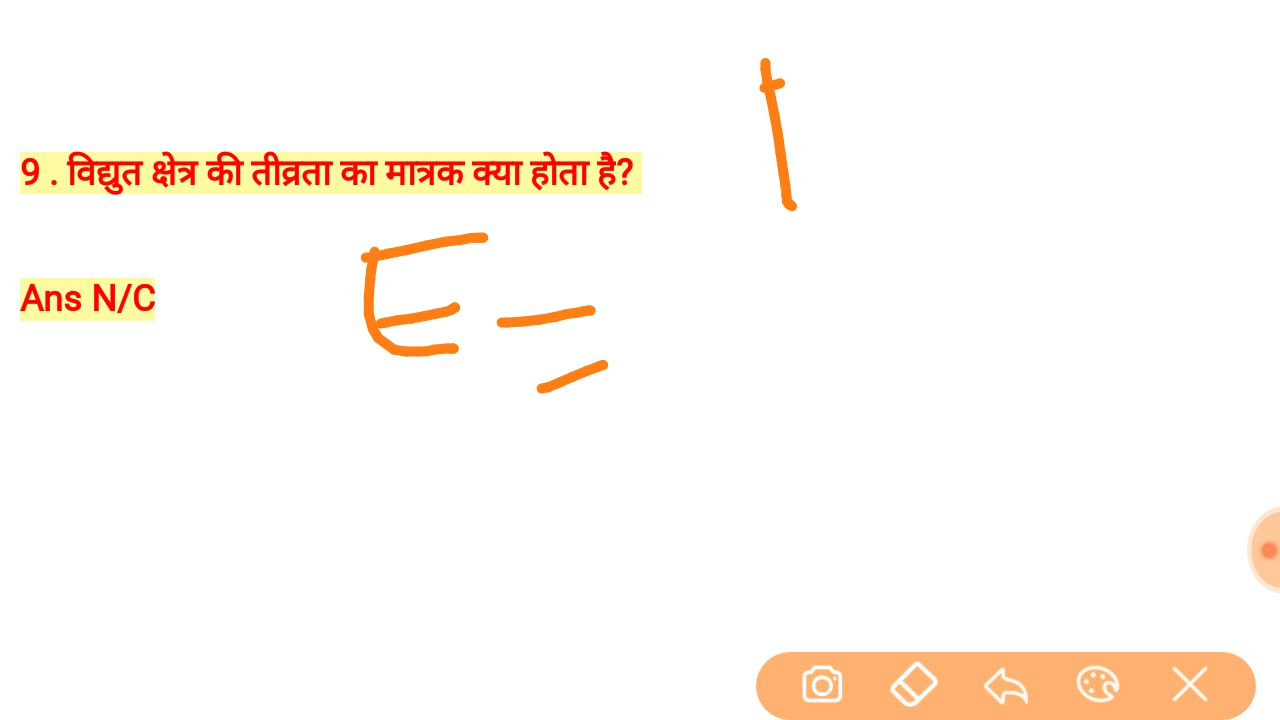 9 . विद्युत क्षेत्र की तीव्रता का मात्रक क्या होता है?
Ans N/C
E =